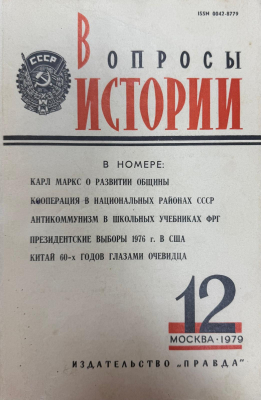 ISSN 0042-8779
СССР
ВОПРОСЫ
ИСТОРИИ
В НОМЕРЕ:
КАРЛ МАРКС О РАЗВИТИИ ОБЩИНЫ
КООПЕРАЦИЯ В НАЦИОНАЛЬНЫХ РАЙОНАХ СССР
АНТИКОММУНИЗМ В ШКОЛЬНЫХ УЧЕБНИКАХ ФРГ
ПРЕЗИДЕНТСКИЕ ВЫБОРЫ 1976 г. В США
КИТАЙ 60-х ГОДОВ ГЛАЗАМИ ОЧЕВИДЦА
12
МОСКВА · 1979
ИЗДАТЕЛЬСТВО „ПРАВДА“